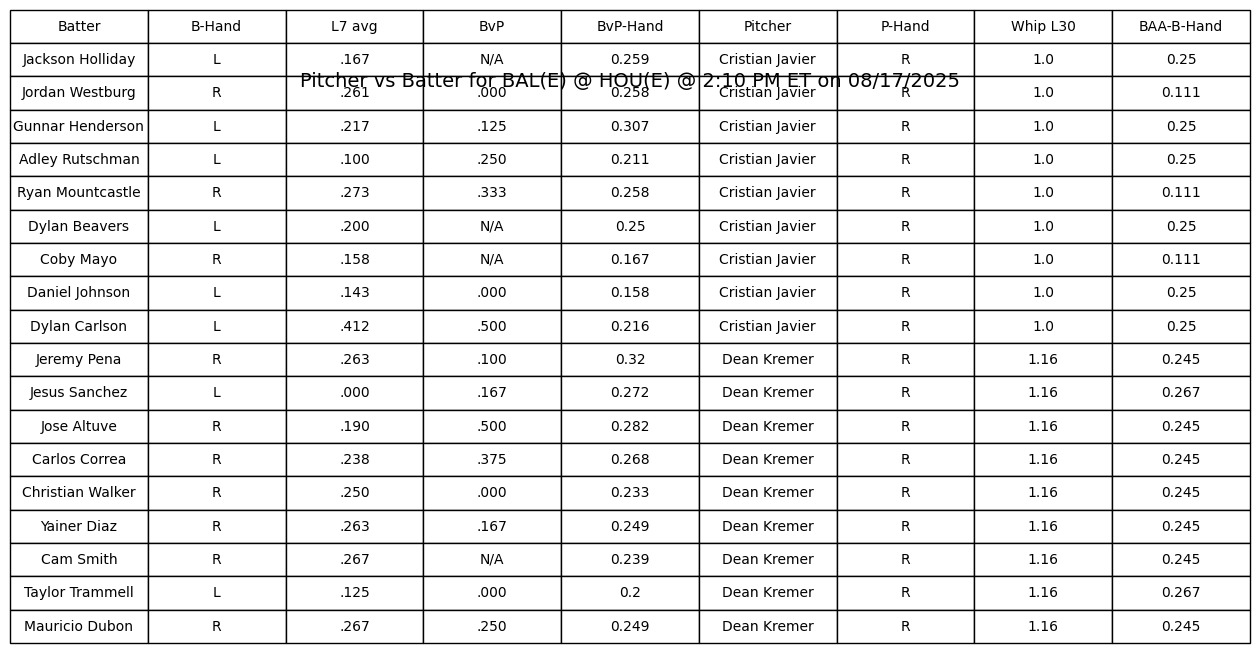 Batter B-Hand L7 avg BvP BvP-Hand Pitcher P-Hand Whip L30 BAA-B-Hand
Jackson Holliday L .167 N/A 0.259 Cristian Javier R 1.0 0.25
Pitcher vs Batter for BAL(E) @ HOU(E) @ 2:10 PM ET on 08/17/2025
Jordan Westburg R .261 .000 0.258 Cristian Javier R 1.0 0.111
Gunnar Henderson L .217 .125 0.307 Cristian Javier R 1.0 0.25
Adley Rutschman L .100 .250 0.211 Cristian Javier R 1.0 0.25
Ryan Mountcastle R .273 .333 0.258 Cristian Javier R 1.0 0.111
Dylan Beavers L .200 N/A 0.25 Cristian Javier R 1.0 0.25
Coby Mayo R .158 N/A 0.167 Cristian Javier R 1.0 0.111
Daniel Johnson L .143 .000 0.158 Cristian Javier R 1.0 0.25
Dylan Carlson L .412 .500 0.216 Cristian Javier R 1.0 0.25
Jeremy Pena R .263 .100 0.32 Dean Kremer R 1.16 0.245
Jesus Sanchez L .000 .167 0.272 Dean Kremer R 1.16 0.267
Jose Altuve R .190 .500 0.282 Dean Kremer R 1.16 0.245
Carlos Correa R .238 .375 0.268 Dean Kremer R 1.16 0.245
Christian Walker R .250 .000 0.233 Dean Kremer R 1.16 0.245
Yainer Diaz R .263 .167 0.249 Dean Kremer R 1.16 0.245
Cam Smith R .267 N/A 0.239 Dean Kremer R 1.16 0.245
Taylor Trammell L .125 .000 0.2 Dean Kremer R 1.16 0.267
Mauricio Dubon R .267 .250 0.249 Dean Kremer R 1.16 0.245